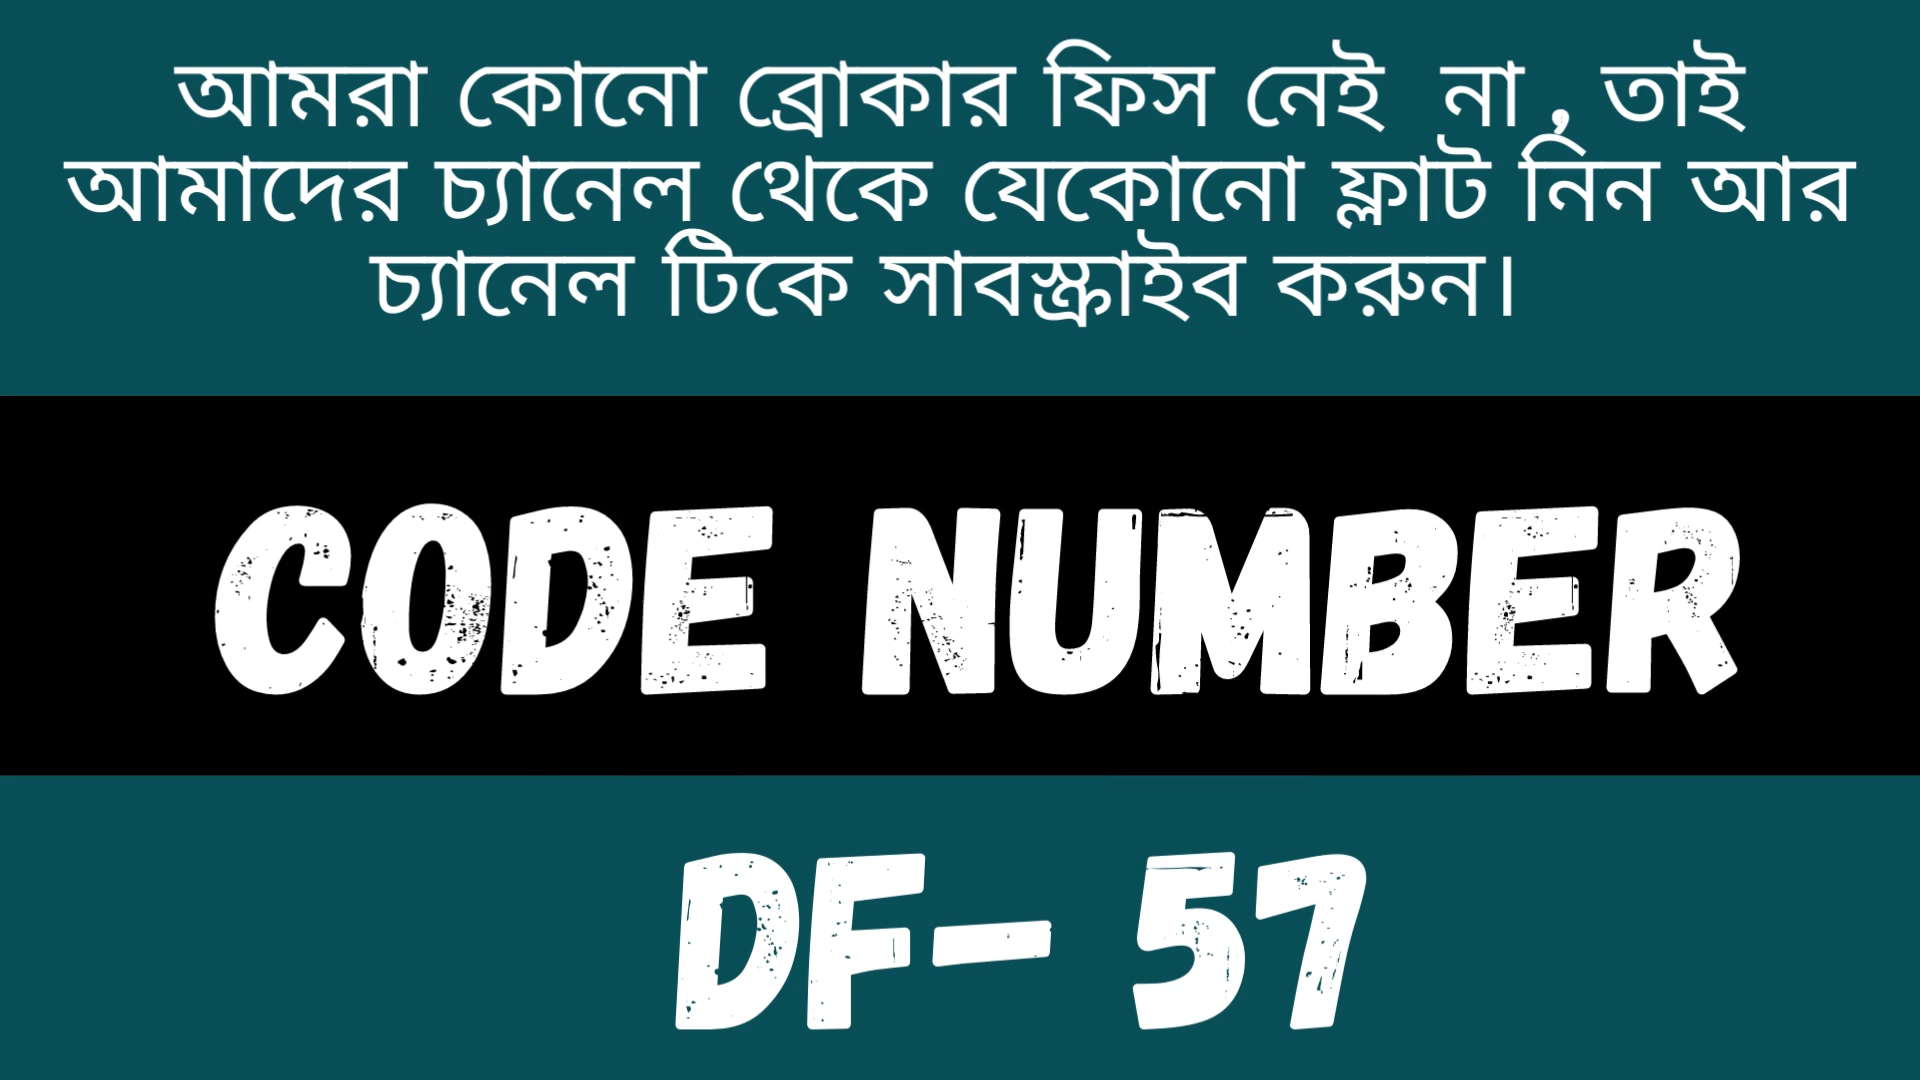 আমরা কোনো ব্রোকার ফিস নেই না , তাই
আমাদের চ্যানেল থেকে যেকোনো ফ্লাট নিন আর
চ্যানেল টিকে সাবস্ক্রাইব করুন।
CODE NUMBER
DF- 57